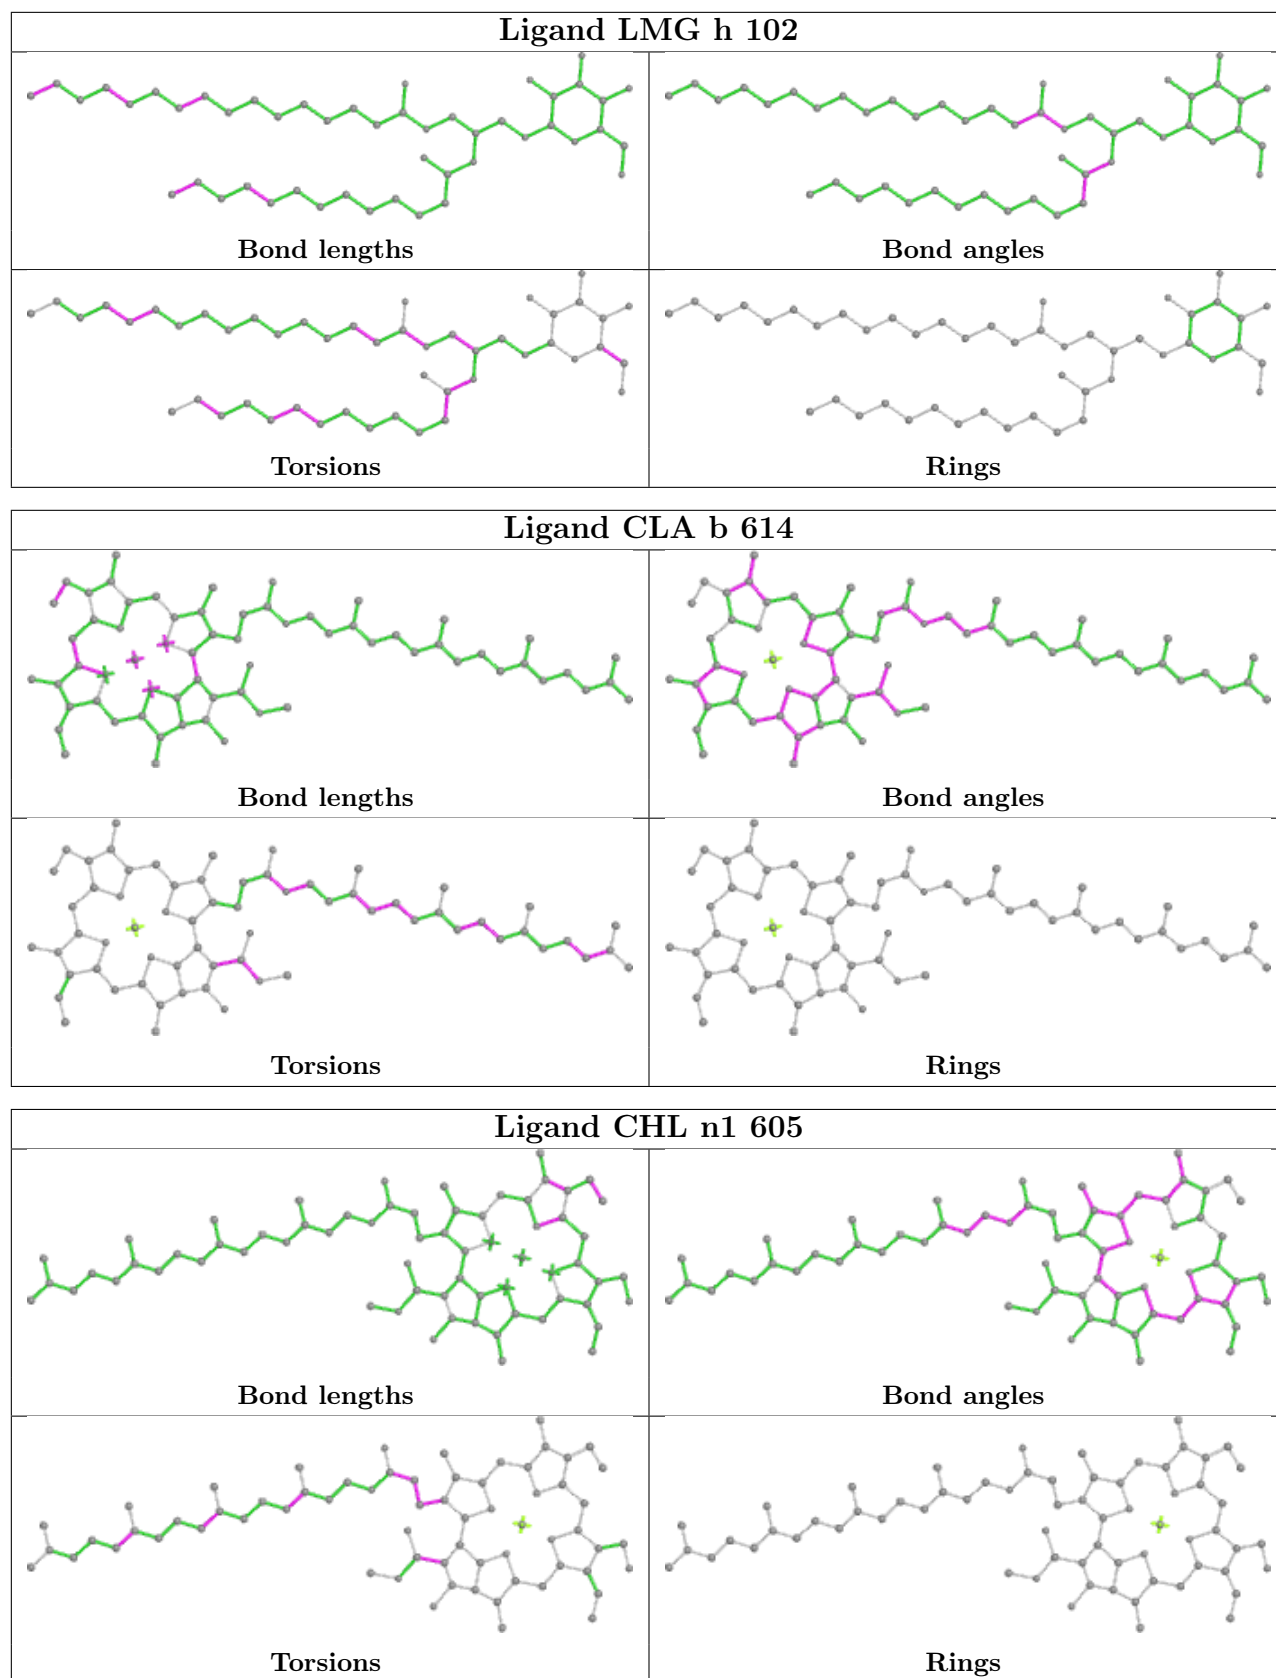 Ligand LMG h 102
Bond lengths
Bond angles
Torsions
Rings
Ligand CLA b 614
Bond lengths
Bond angles
Torsions
Rings
Ligand CHL n1 605
Bond lengths
Bond angles
Torsions
Rings